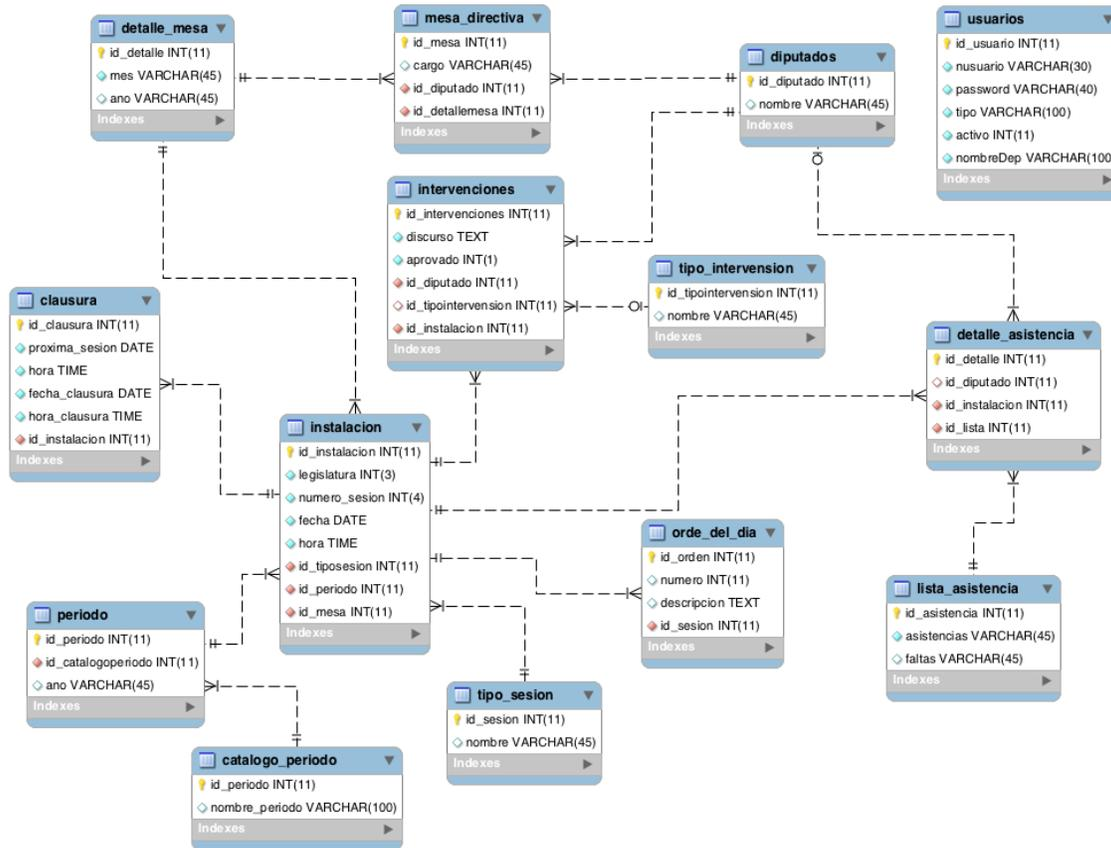 detalle_mesa
id_detalle INT(11)
mes VARCHAR(45)
ano VARCHAR(45)
Indexes
mesa_directiva
id_mesa INT(11)
cargo VARCHAR(45)
id_diputado INT(11)
id_detallemesa INT(11)
Indexes
diputados
id_diputado INT(11)
nombre VARCHAR(45)
Indexes
usuarios
id_usuario INT(11)
nusuario VARCHAR(30)
password VARCHAR(40)
tipo VARCHAR(100)
activo INT(11)
nombreDep VARCHAR(100
Indexes
intervenciones
id_intervenciones INT(11)
discurso TEXT
aprovado INT(1)
id_diputado INT(11)
id_tipointervension INT(11)
id_instalacion INT(11)
Indexes
tipo_intervension
id_tipointervension INT(11)
nombre VARCHAR(45)
Indexes
clausura
id_clausura INT(11)
proxima_sesion DATE
hora TIME
fecha_clausura DATE
hora_clausura TIME
id_instalacion INT(11)
Indexes
detalle_asistencia
id_detalle INT(11)
id_diputado INT(11)
id_instalacion INT(11)
id_lista INT(11)
Indexes
instalacion
id_instalacion INT(11)
legislatura INT(3)
numero_sesion INT(4)
fecha DATE
hora TIME
id_tiposesion INT(11)
id_periodo INT(11)
id_mesa INT(11)
Indexes
orde_del_dia
id_orden INT(11)
numero INT(11)
descripcion TEXT
id_sesion INT(11)
Indexes
lista_asistencia
id_asistencia INT(11)
asistencias VARCHAR(45)
faltas VARCHAR(45)
Indexes
periodo
id_periodo INT(11)
id_catalogoperiodo INT(11)
ano VARCHAR(45)
Indexes
tipo_sesion
id_sesion INT(11)
nombre VARCHAR(45)
Indexes
catalogo_periodo
id_periodo INT(11)
nombre_periodo VARCHAR(100)
Indexes